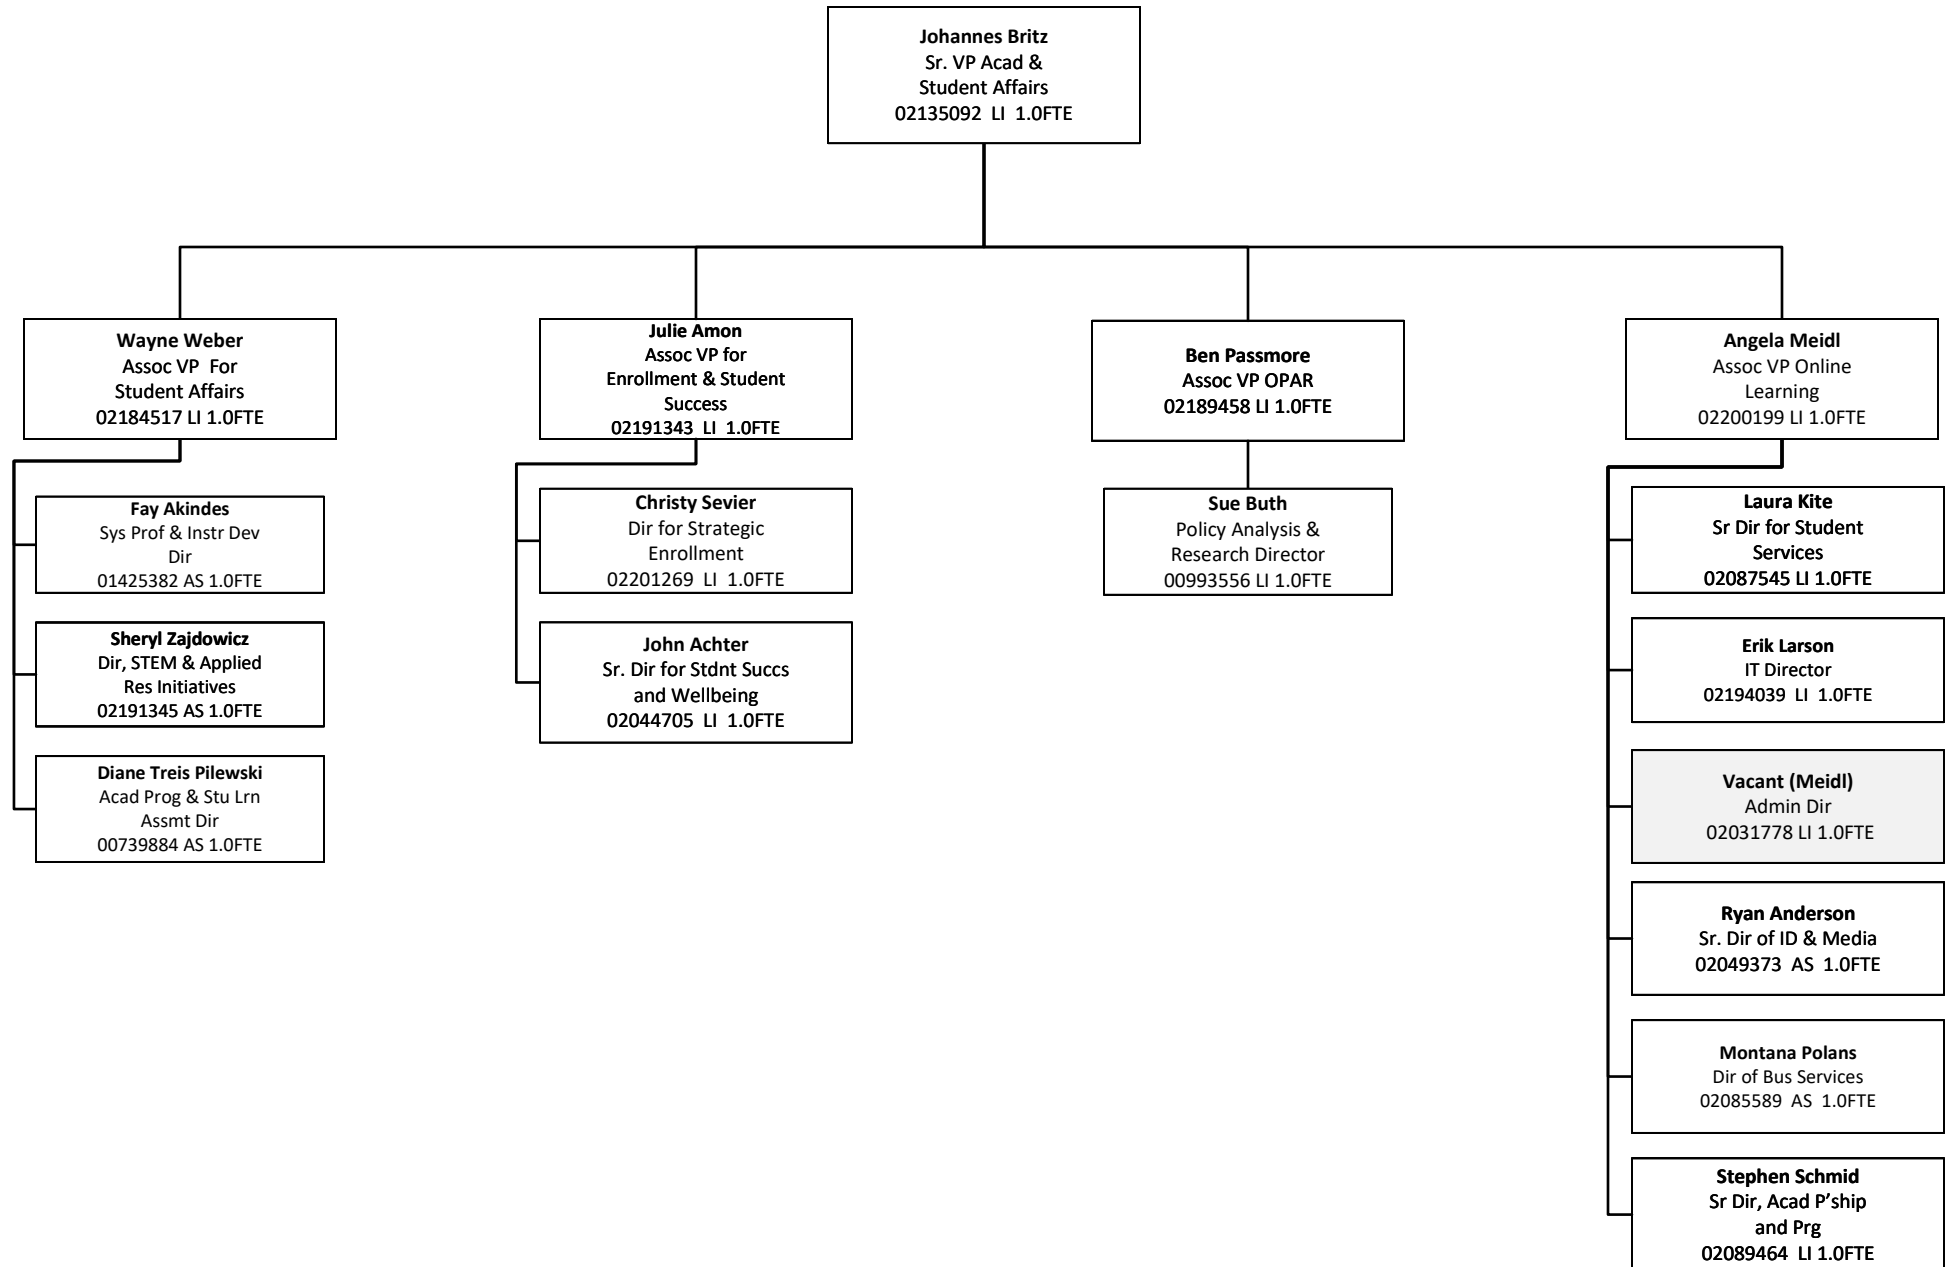 Johannes Britz
Sr. VP Acad &
Student Affairs
02135092 LI 1.0FTE
Wayne Weber
Assoc VP For
Student Affairs
02184517 LI 1.0FTE
Fay Akindes
Sys Prof & Instr Dev
Dir
01425382 AS 1.0FTE
Sheryl Zajdowicz
Dir, STEM & Applied
Res Initiatives
02191345 AS 1.0FTE
Diane Treis Pilewski
Acad Prog & Stu Lrn
Assmt Dir
00739884 AS 1.0FTE
Julie Amon
Assoc VP for
Enrollment & Student
Success
02191343 LI 1.0FTE
Christy Sevier
Dir for Strategic
Enrollment
02201269 LI 1.0FTE
John Achter
Sr. Dir for Stdnt Succs
and Wellbeing
02044705 LI 1.0FTE
Ben Passmore
Assoc VP OPAR
02189458 LI 1.0FTE
Sue Buth
Policy Analysis &
Research Director
00993556 LI 1.0FTE
Angela Meidl
Assoc VP Online
Learning
02200199 LI 1.0FTE
Laura Kite
Sr Dir for Student
Services
02087545 LI 1.0FTE
Erik Larson
IT Director
02194039 LI 1.0FTE
Vacant (Meidl)
Admin Dir
02031778 LI 1.0FTE
Ryan Anderson
Sr. Dir of ID & Media
02049373 AS 1.0FTE
Montana Polans
Dir of Bus Services
02085589 AS 1.0FTE
Stephen Schmid
Sr Dir, Acad P’ship
and Prg
02089464 LI 1.0FTE